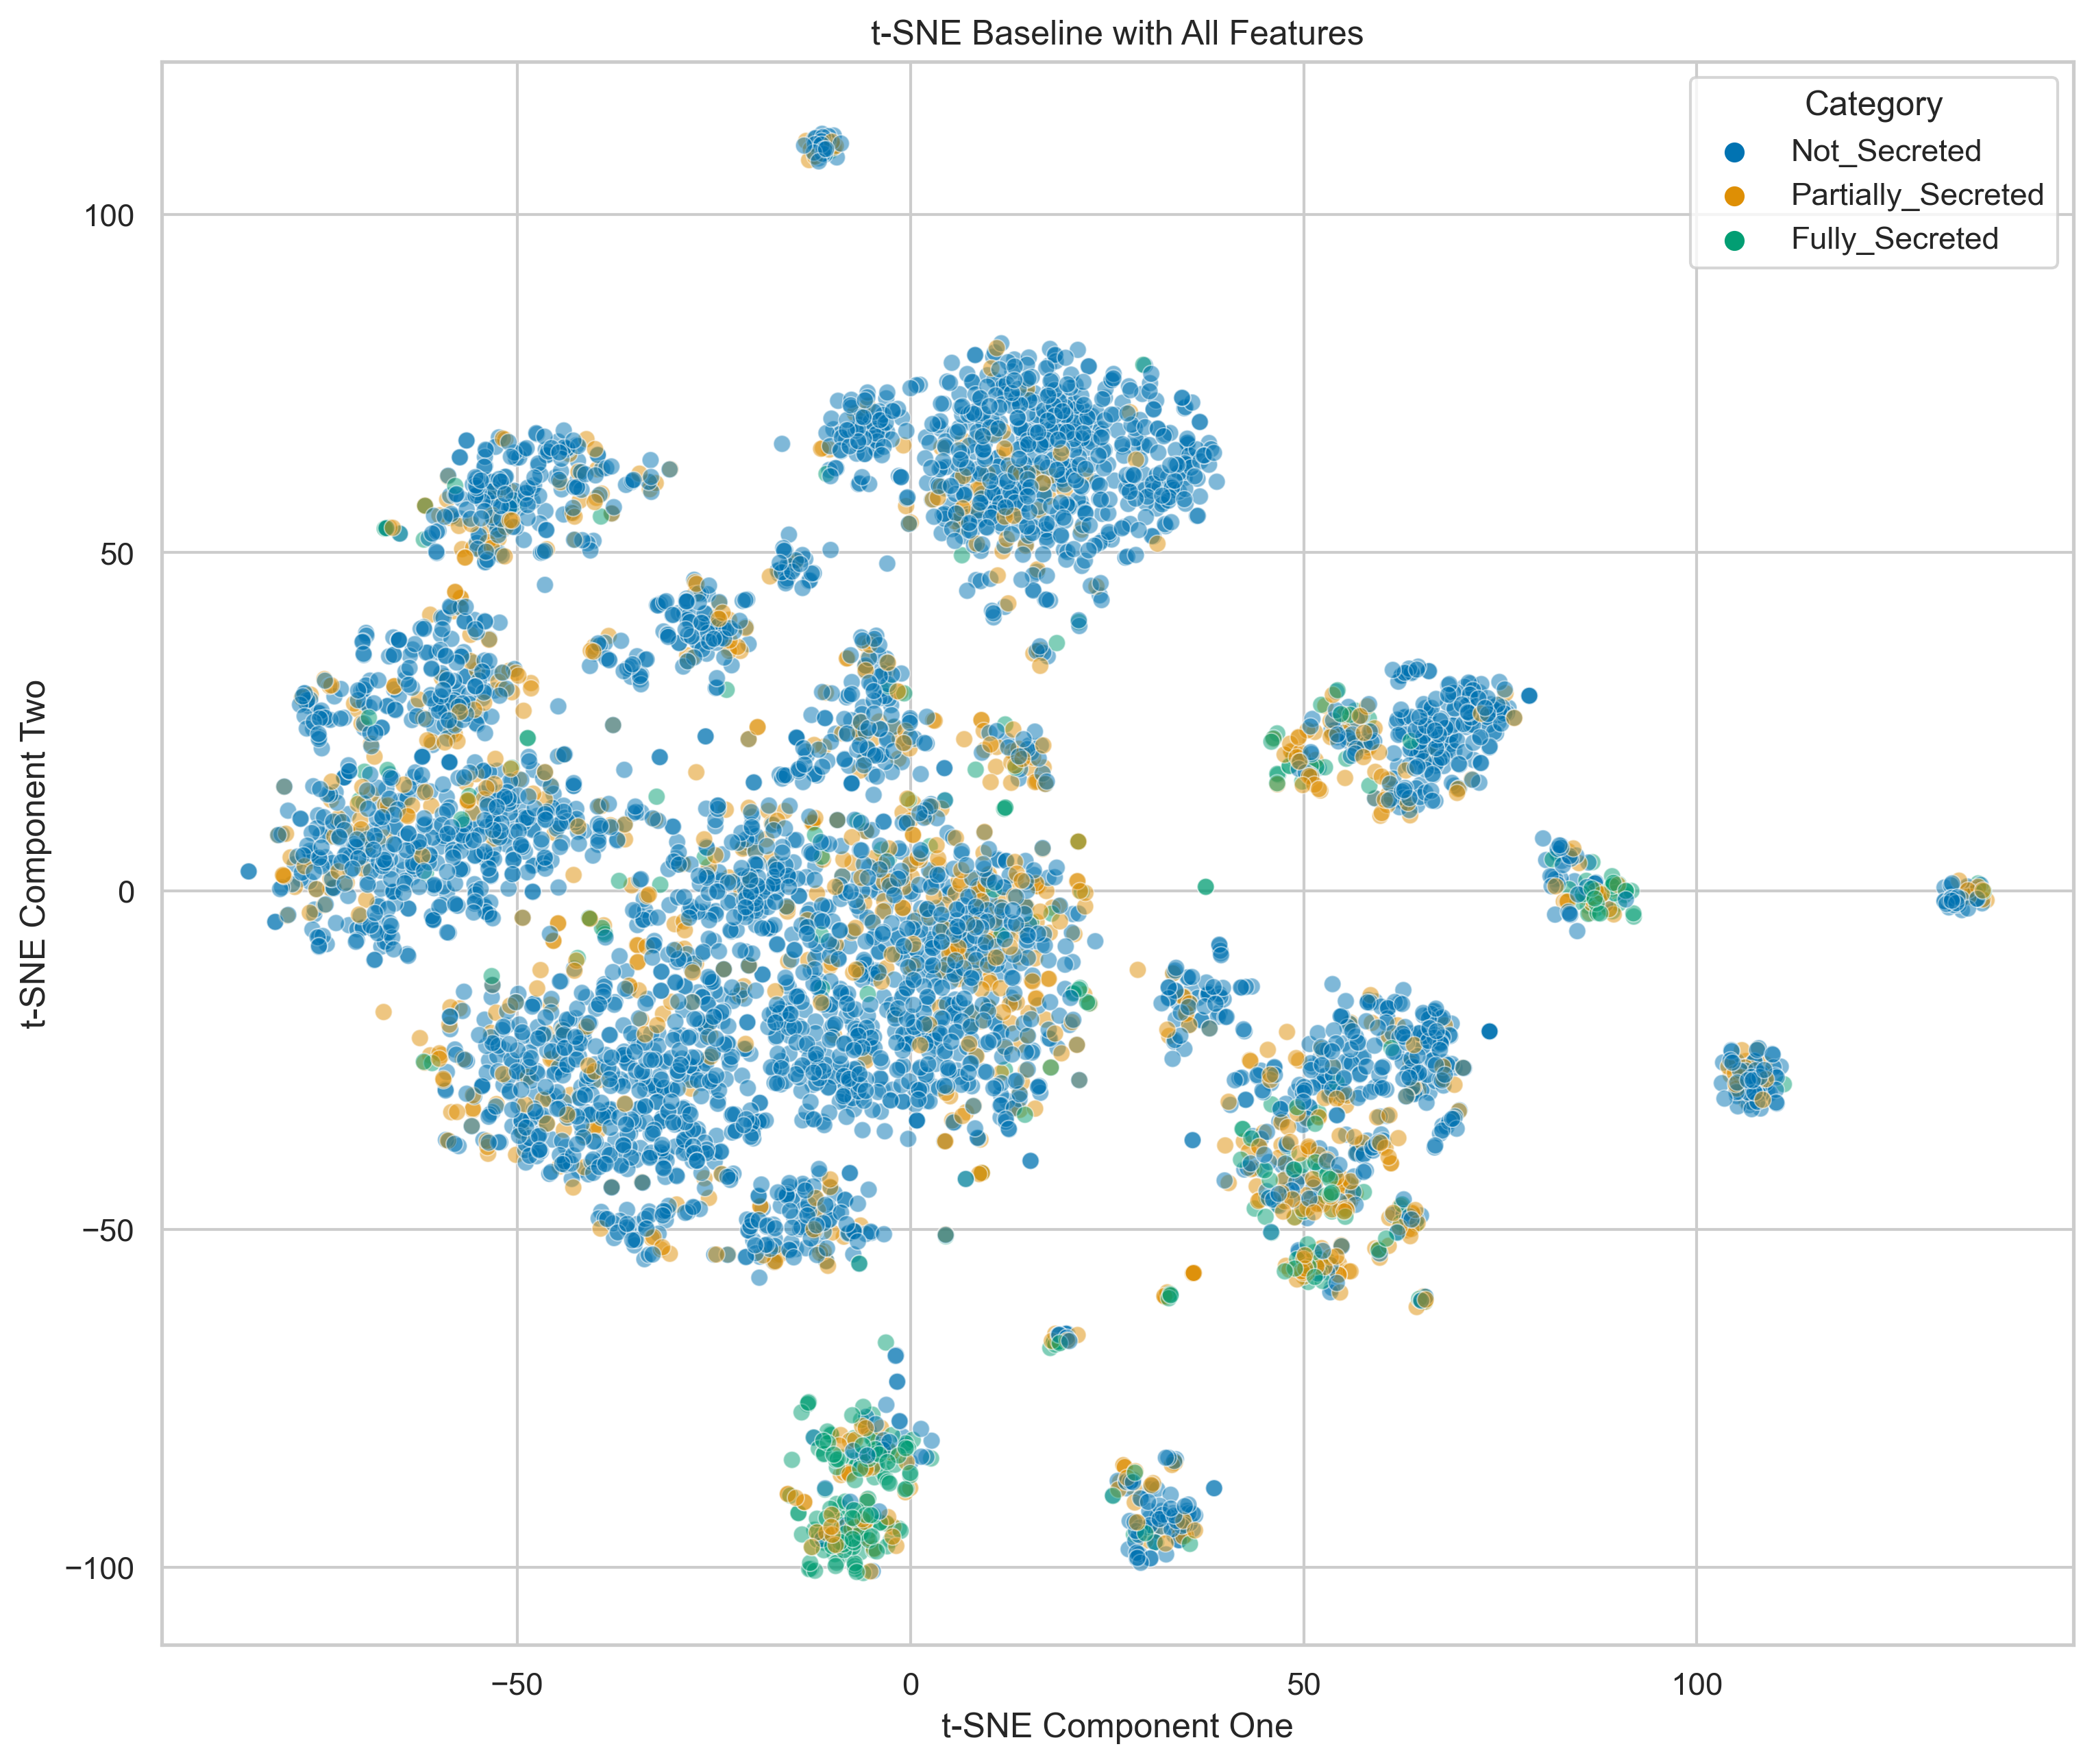 t-SNE Baseline with All Features
Category
Not_Secreted
Partially_Secreted
Fully_Secreted
100
50
0
−50
−100
t-SNE Component Two
−50
0
50
100
t-SNE Component One